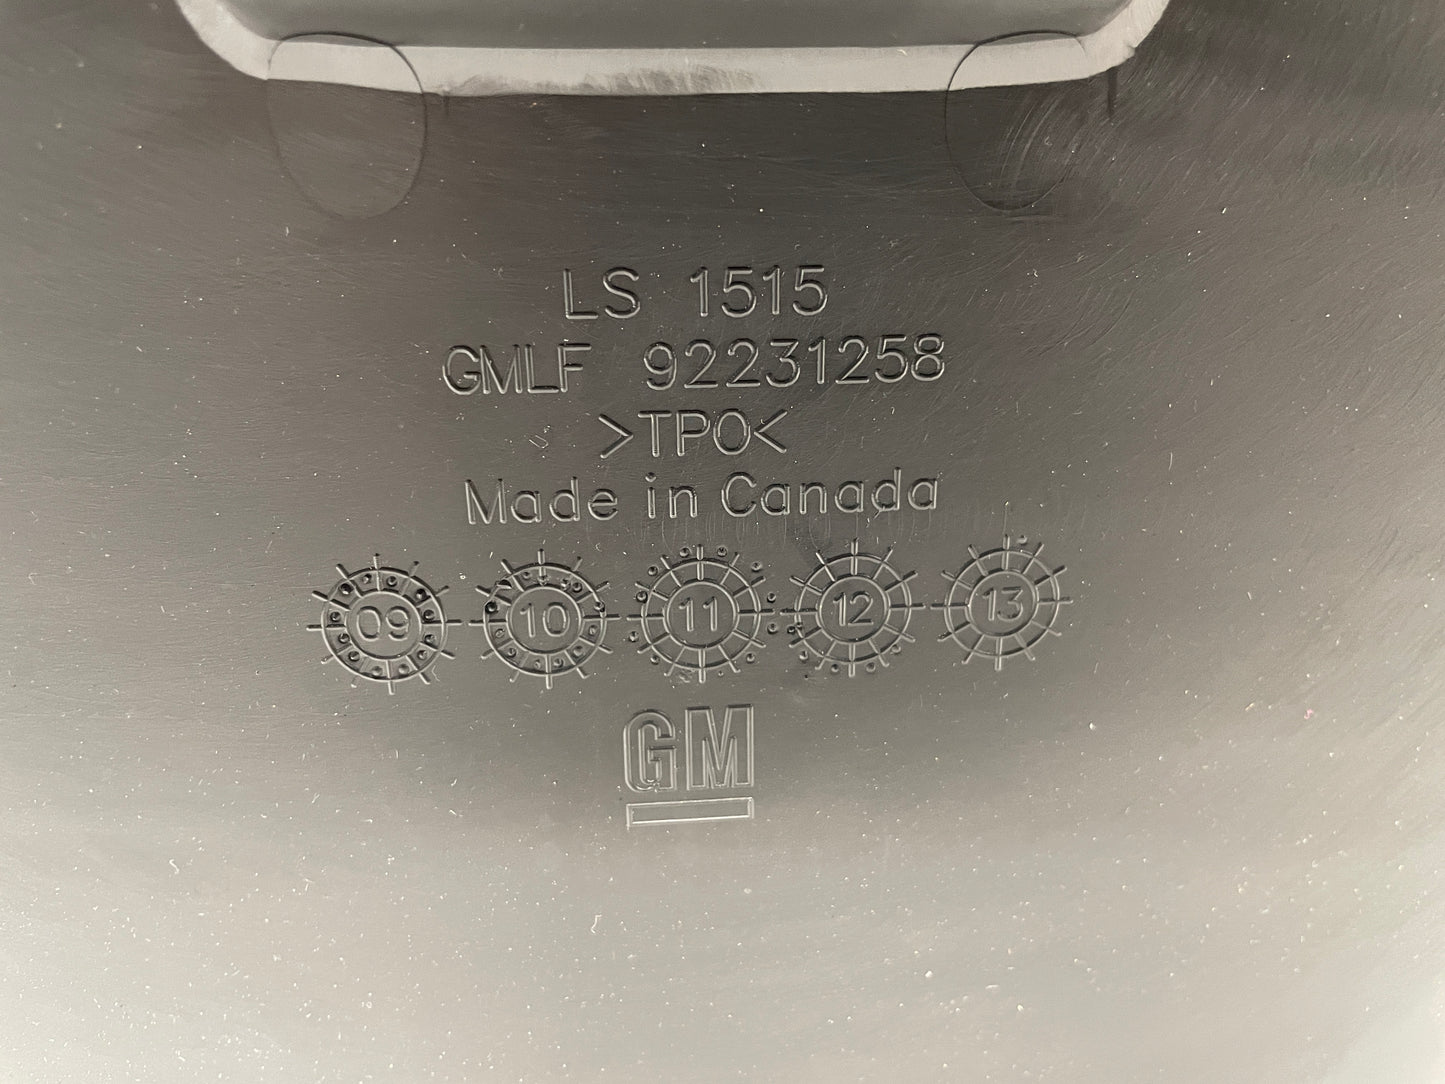 LS 1515
GMLF 92231258
>TPO<
Made in Canada
09 10 11 12 13
GM